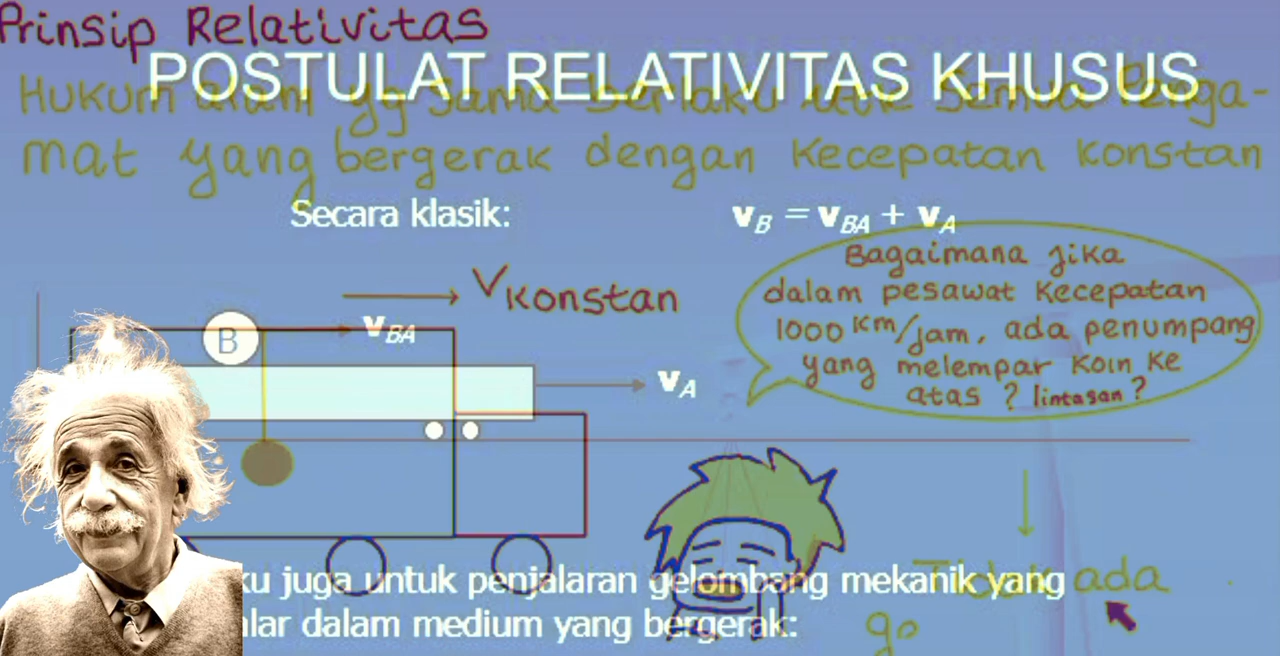 Prinsip Relativitas
POSTULAT RELATIVITAS KHUSUS
Hukum alam yg sama berlaku utk semua Penga-
mat yang bergerak dengan kecepatan konstan
Secara klasik:
v_B = v_BA + v_A
Bagaimana jika
dalam pesawat kecepatan
1000 km/jam, ada penumpang
yang melempar koin ke
atas ? lintasan ?
V konstan
B
v_BA
v_A
ku juga untuk penjalaran gelombang mekanik yang
ada
lar dalam medium yang bergerak: